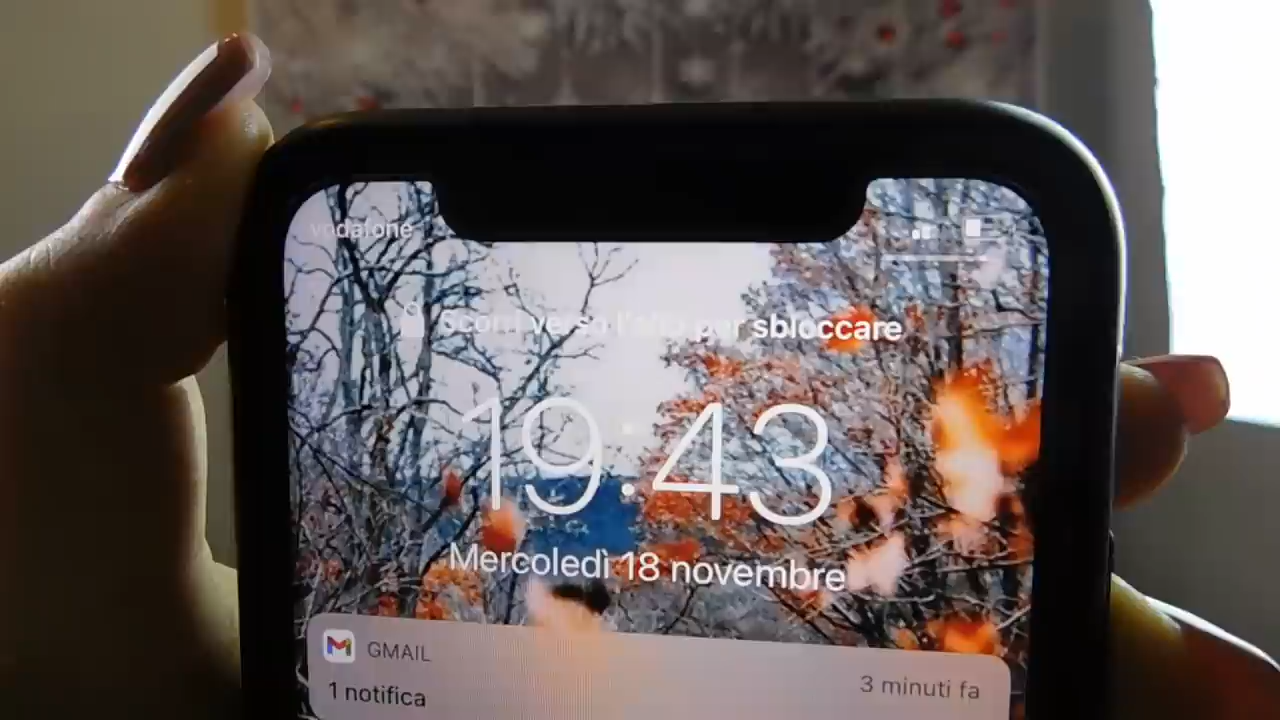 vodafone
Scorri verso l'alto per sbloccare
19:43
Mercoledì 18 novembre
GMAIL
1 notifica
3 minuti fa